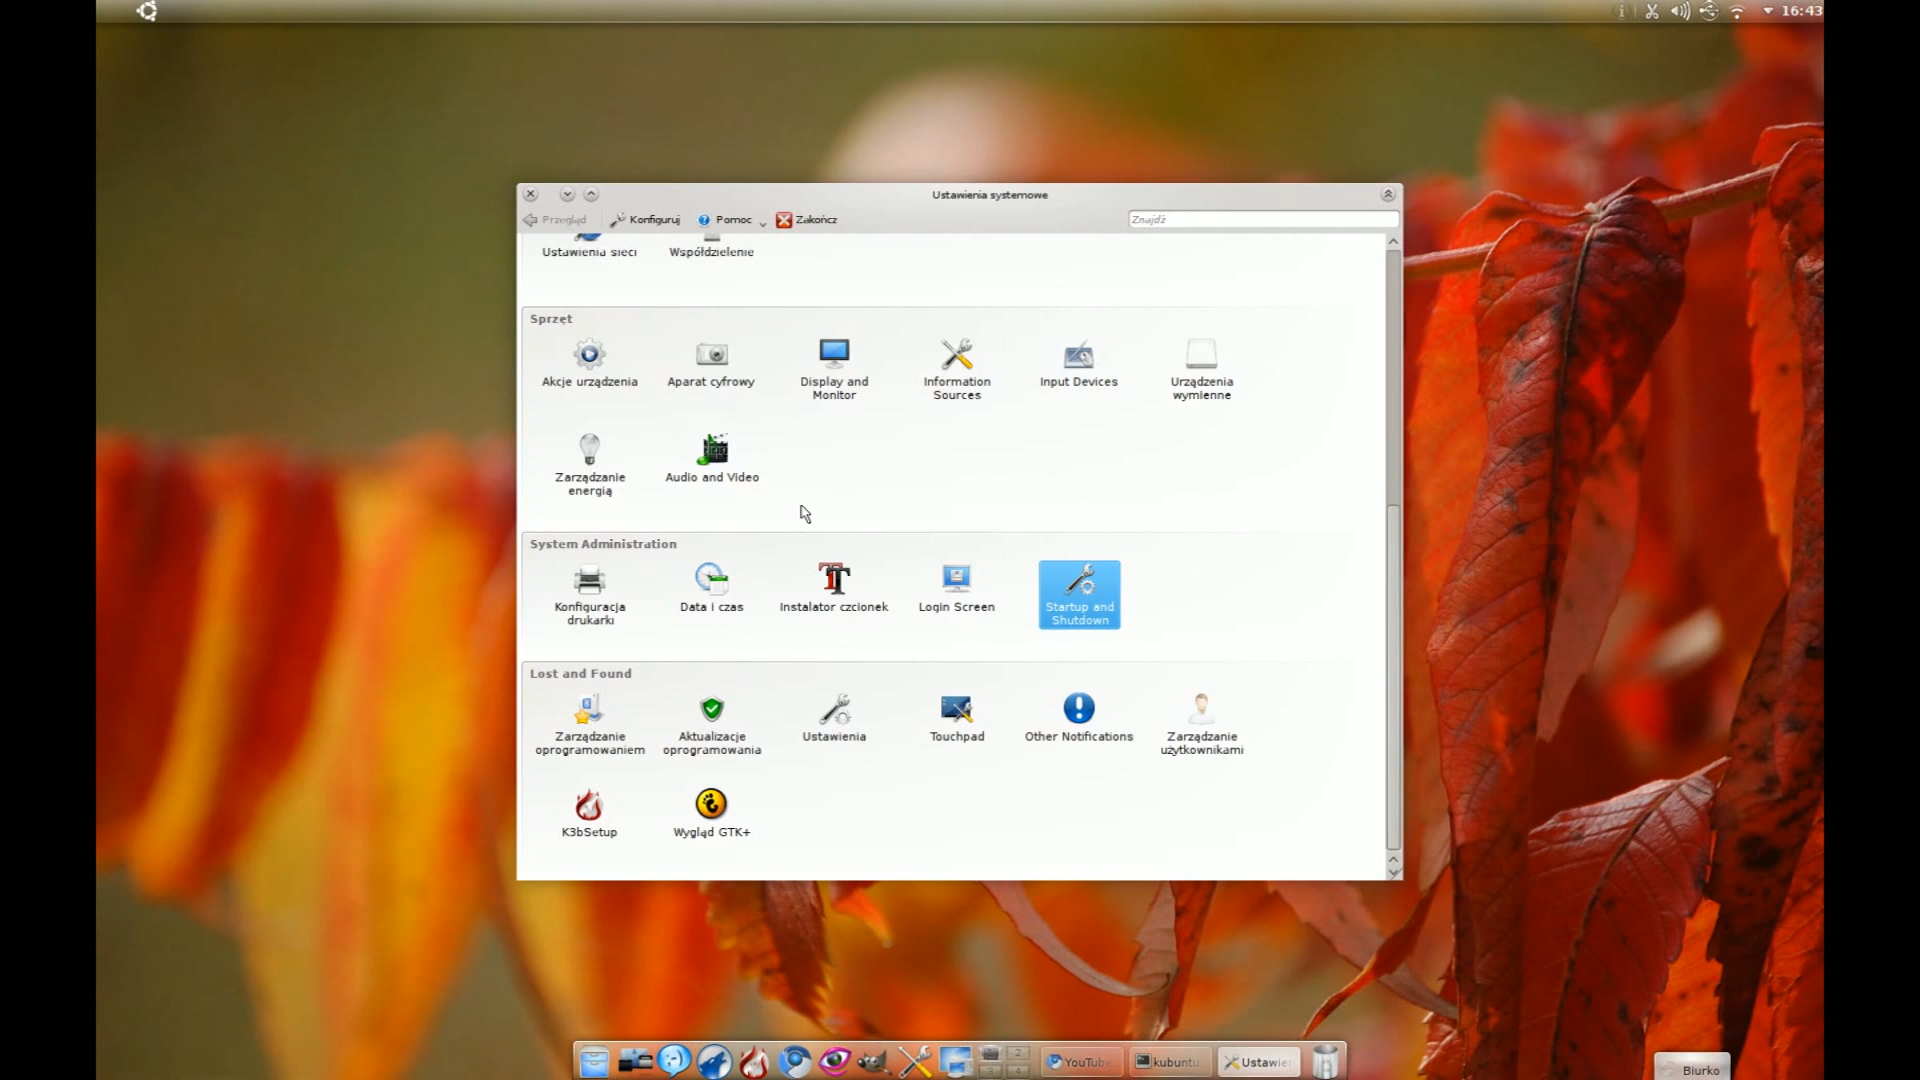 16:43
Ustawienia systemowe
Przegląd Konfiguruj Pomoc Zakończ Znajdź
Ustawienia sieci Współdzielenie
Sprzęt
Akcje urządzenia Aparat cyfrowy Display and Monitor Information Sources Input Devices Urządzenia wymienne
Zarządzanie energią Audio and Video
System Administration
Konfiguracja drukarki Data i czas Instalator czcionek Login Screen Startup and Shutdown
Lost and Found
Zarządzanie oprogramowaniem Aktualizacje oprogramowania Ustawienia Touchpad Other Notifications Zarządzanie użytkownikami
K3bSetup Wygląd GTK+
2
3 4
YouTube kubuntu Ustawien
Biurko